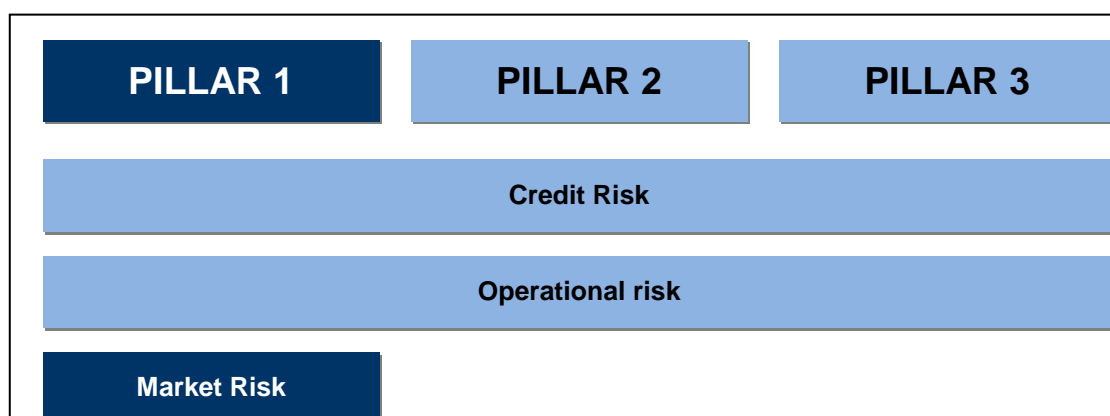 PILLAR 1
PILLAR 2
PILLAR 3
Credit Risk
Operational risk
Market Risk